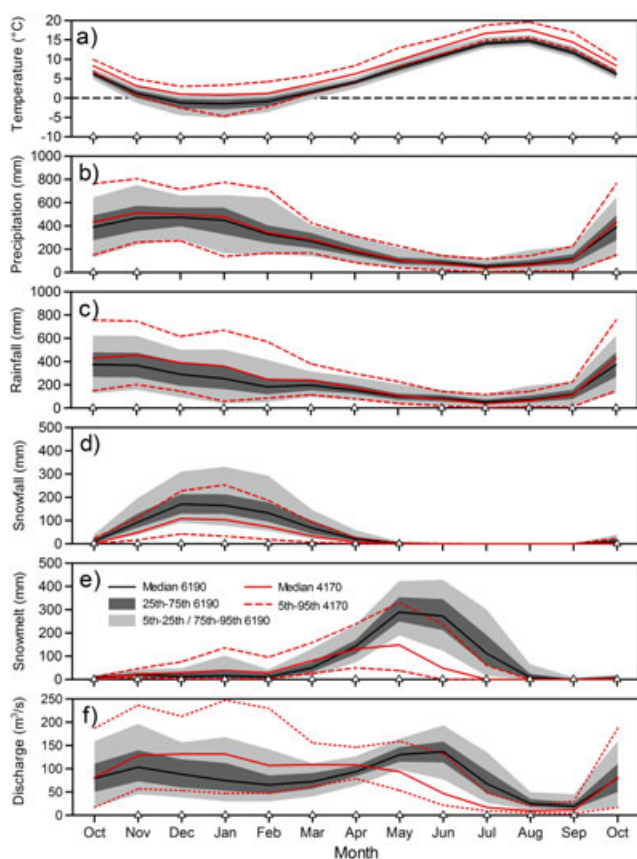 a)
Temperature (°C)
20
15
10
5
0
-5
-10
b)
Precipitation (mm)
1000
800
600
400
200
0
c)
Rainfall (mm)
1000
800
600
400
200
0
d)
Snowfall (mm)
500
400
300
200
100
0
e)
Snowmelt (mm)
500
400
300
200
100
0
Median 6190 Median 4170
25th-75th 6190 5th-95th 4170
5th-25th / 75th-95th 6190
f)
Discharge (m³/s)
250
200
150
100
50
0
Oct Nov Dec Jan Feb Mar Apr May Jun Jul Aug Sep Oct
Month